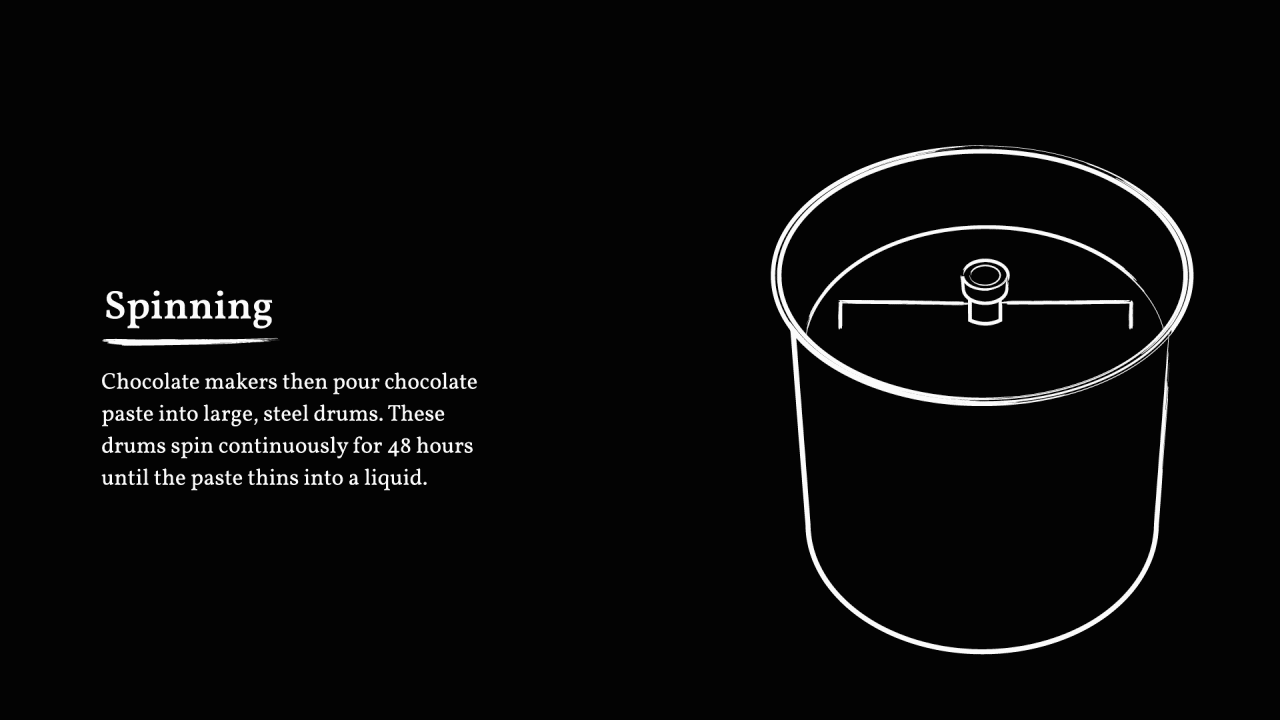 Spinning
Chocolate makers then pour chocolate
paste into large, steel drums. These
drums spin continuously for 48 hours
until the paste thins into a liquid.